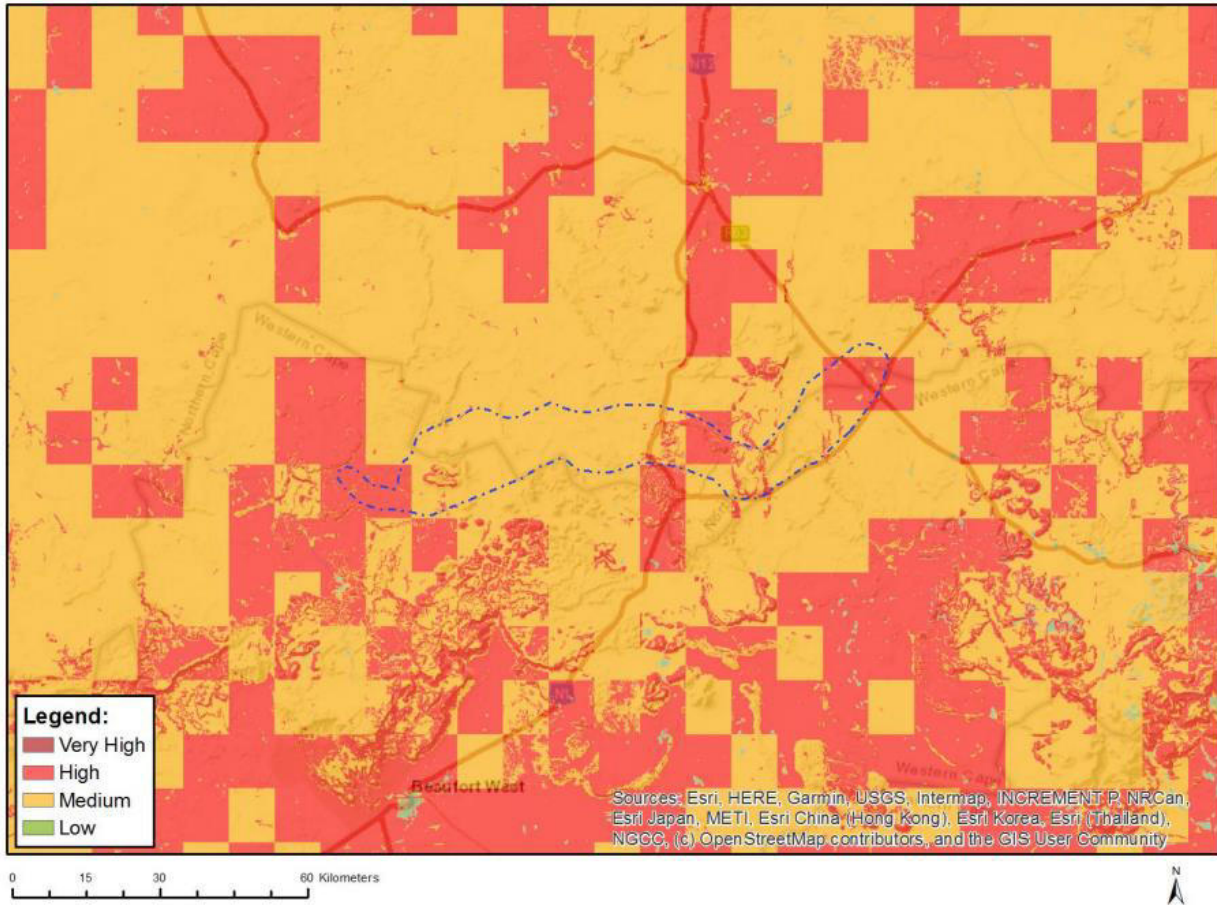 N12
Western Cape
Northern Cape
Western Cape
N1
Beaufort West
Western Cape
Legend:
Very High
High
Medium
Low
Sources: Esri, HERE, Garmin, USGS, Intermap, INCREMENT P, NRCan,
Esri Japan, METI, Esri China (Hong Kong), Esri Korea, Esri (Thailand),
NGCC, (c) OpenStreetMap contributors, and the GIS User Community
0 15 30 60 Kilometers
N